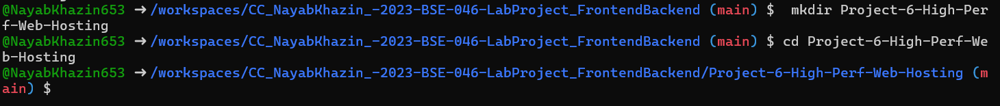 @NayabKhazin653 ➜ /workspaces/CC_NayabKhazin_-2023-BSE-046-LabProject_FrontendBackend (main) $  mkdir Project-6-High-Per
f-Web-Hosting
@NayabKhazin653 ➜ /workspaces/CC_NayabKhazin_-2023-BSE-046-LabProject_FrontendBackend (main) $ cd Project-6-High-Perf-We
b-Hosting
@NayabKhazin653 ➜ /workspaces/CC_NayabKhazin_-2023-BSE-046-LabProject_FrontendBackend/Project-6-High-Perf-Web-Hosting (m
ain) $